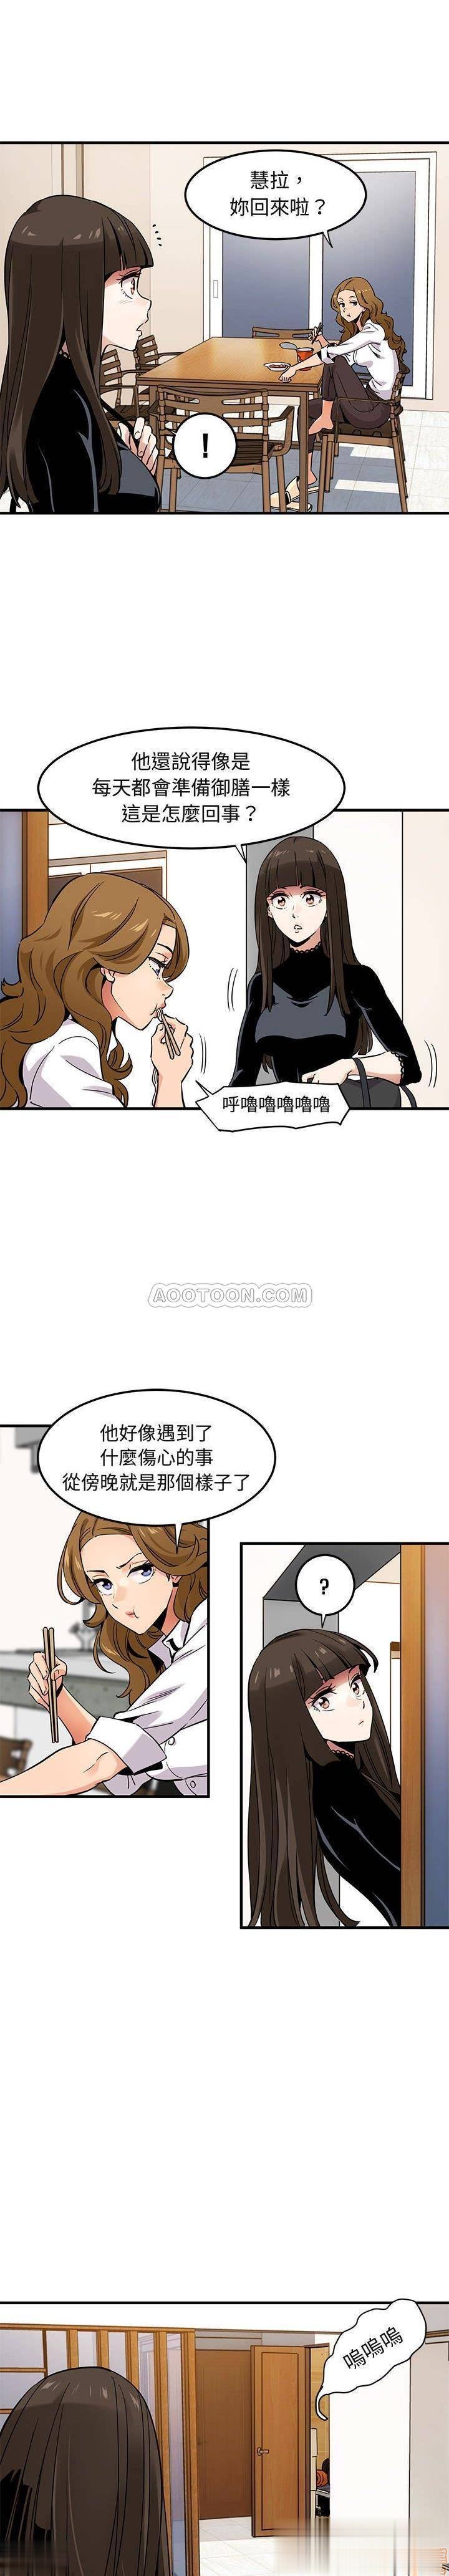 慧拉，
妳回來啦？
！
他還說得像是
每天都會準備御膳一樣
這是怎麼回事？
呼嚕嚕嚕嚕嚕
AOOTOON.COM
他好像遇到了
什麼傷心的事
從傍晚就是那個樣子了
？
嗚嗚嗚